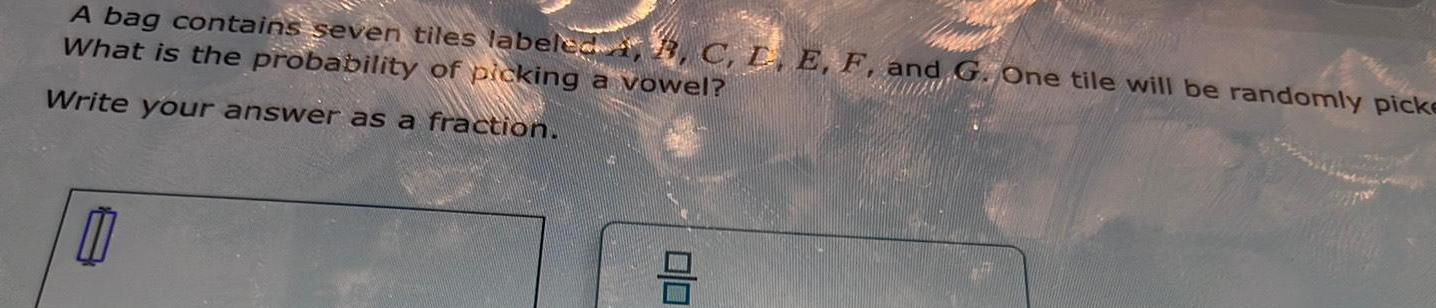 A bag contains seven tiles labeled A, B, C, D, E, F, and G. One tile will be randomly
What is the probability of picking a vowel?
Write your answer as a fraction.